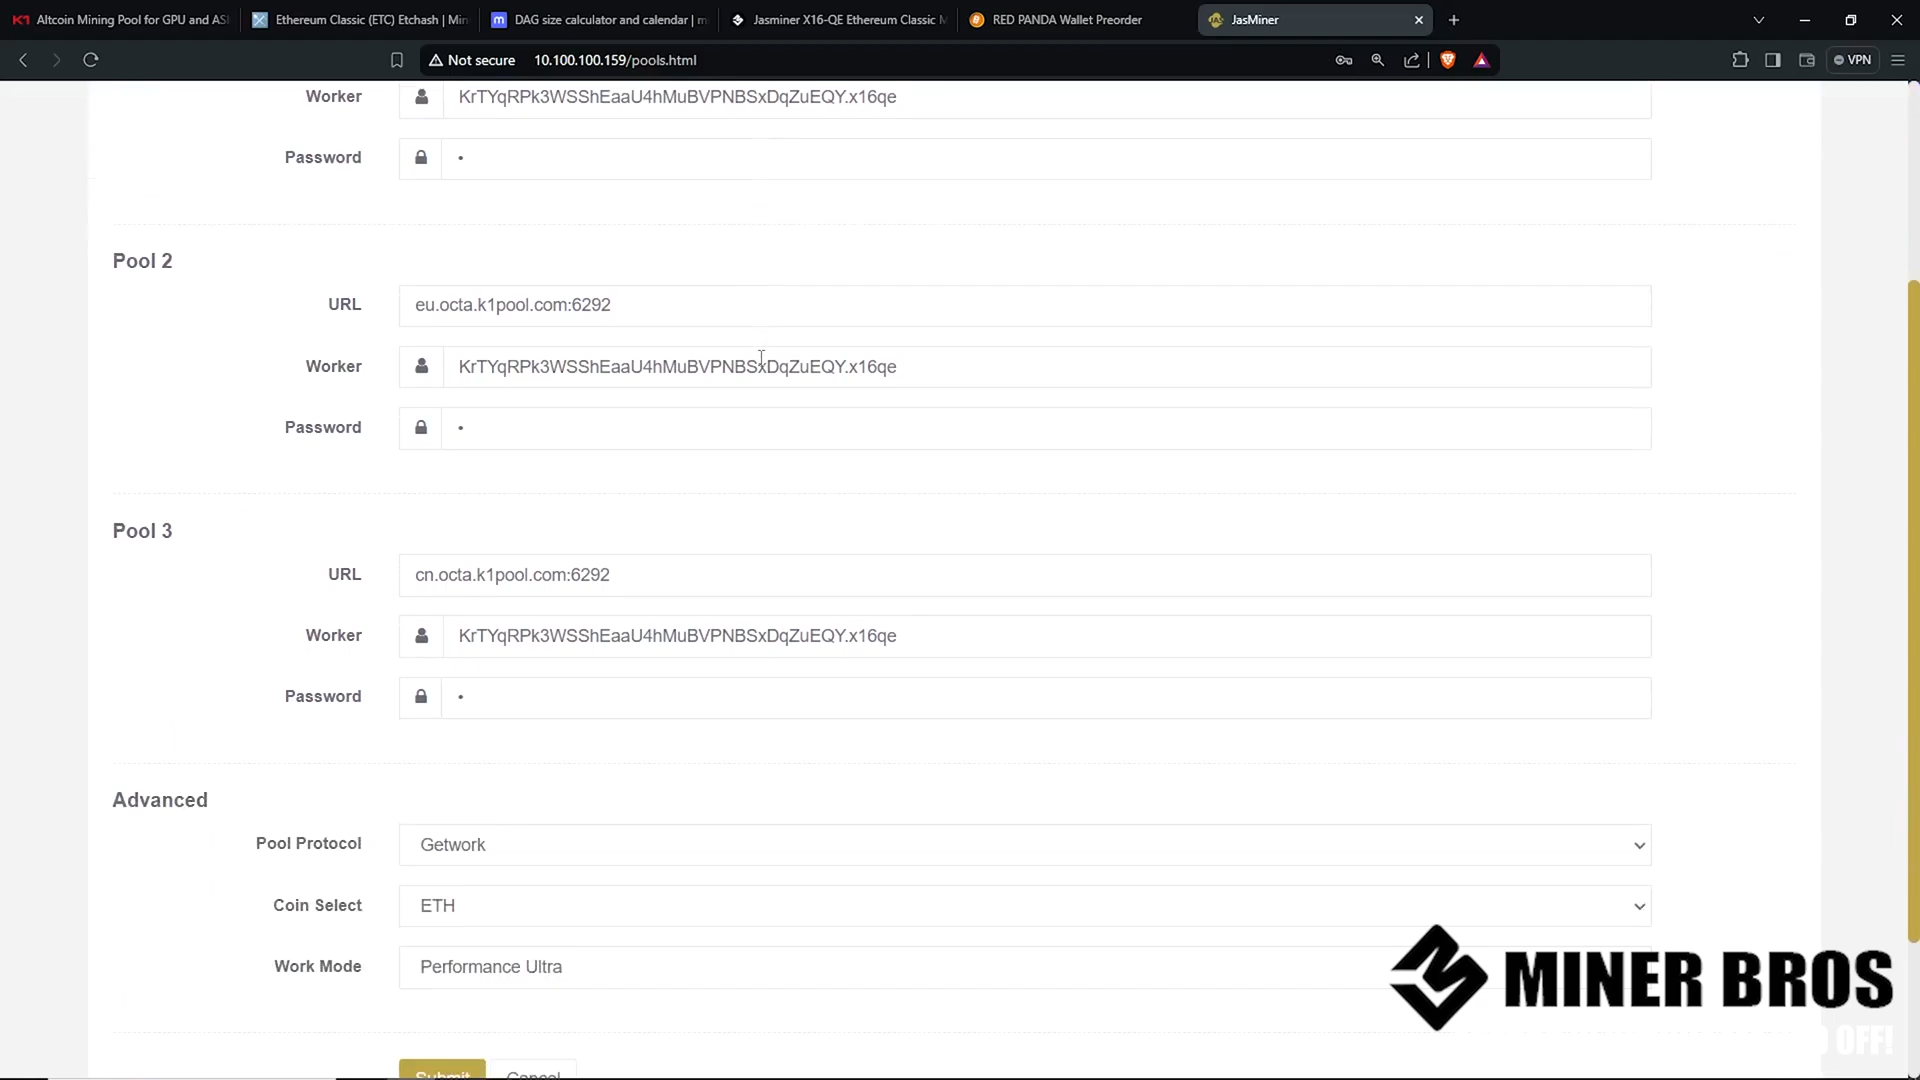 K1 Altcoin Mining Pool for GPU and AS
Ethereum Classic (ETC) Etchash | Min
m DAG size calculator and calendar | m
Jasminer X16-QE Ethereum Classic M
RED PANDA Wallet Preorder
JasMiner
Not secure 10.100.100.159/pools.html
VPN
Worker KrTYqRPk3WSShEaaU4hMuBVPNBSxDqZuEQY.x16qe
Password •
Pool 2
URL eu.octa.k1pool.com:6292
Worker KrTYqRPk3WSShEaaU4hMuBVPNBSxDqZuEQY.x16qe
Password •
Pool 3
URL cn.octa.k1pool.com:6292
Worker KrTYqRPk3WSShEaaU4hMuBVPNBSxDqZuEQY.x16qe
Password •
Advanced
Pool Protocol Getwork
Coin Select ETH
Work Mode Performance Ultra
MINER BROS
OFF!
Submit Cancel